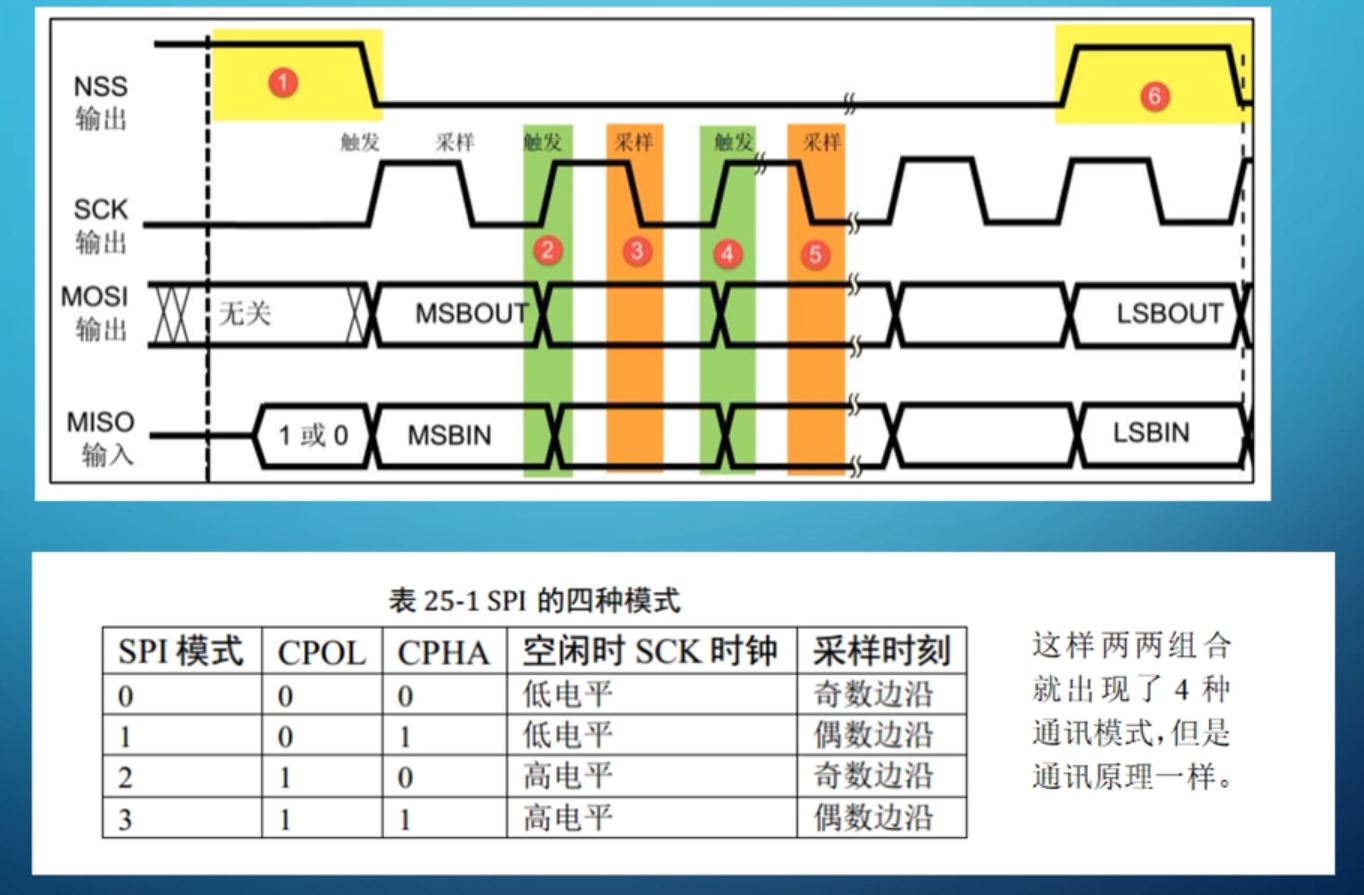 NSS
输出
1
6
触发 采样 触发 采样 触发 采样
SCK
输出
2 3 4 5
MOSI
输出
无关 MSBOUT LSBOUT
MISO
输入
1 或 0 MSBIN LSBIN
表 25-1 SPI 的四种模式
SPI 模式 CPOL CPHA 空闲时 SCK 时钟 采样时刻
0 0 0 低电平 奇数边沿
1 0 1 低电平 偶数边沿
2 1 0 高电平 奇数边沿
3 1 1 高电平 偶数边沿
这样两两组合
就出现了 4 种
通讯模式,但是
通讯原理一样。